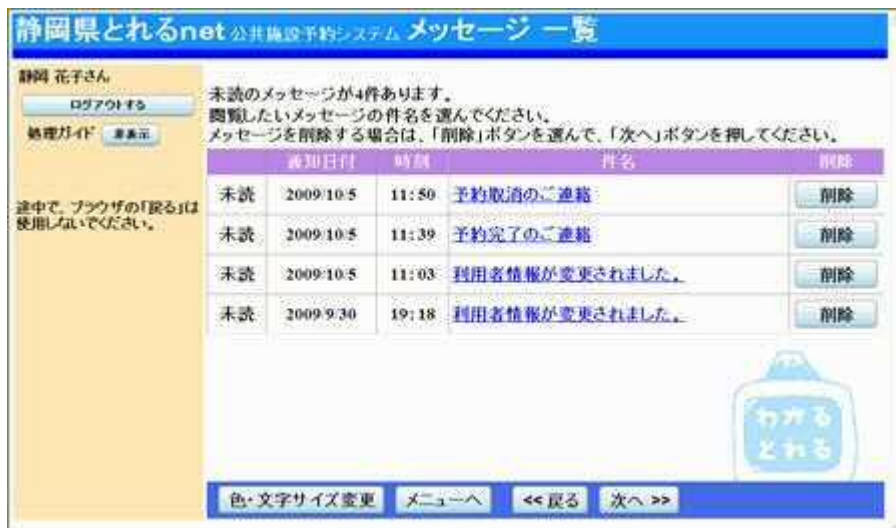 静岡県とれるnet 公共施設予約システム メッセージ 一覧
静岡 花子さん
ログアウトする
処理ガイド 非表示
途中で、ブラウザの「戻る」は
使用しないでください。
未読のメッセージが4件あります。
閲覧したいメッセージの件名を選んでください。
メッセージを削除する場合は、「削除」ボタンを選んで、「次へ」ボタンを押してください。
通知日付 時刻 件名 削除
未読 2009/10/5 11:50 予約取消のご連絡 削除
未読 2009/10/5 11:39 予約完了のご連絡 削除
未読 2009/10/5 11:03 利用者情報が変更されました。 削除
未読 2009/9/30 19:18 利用者情報が変更されました。 削除
わかる
とれる
色・文字サイズ変更 メニューへ << 戻る 次へ >>